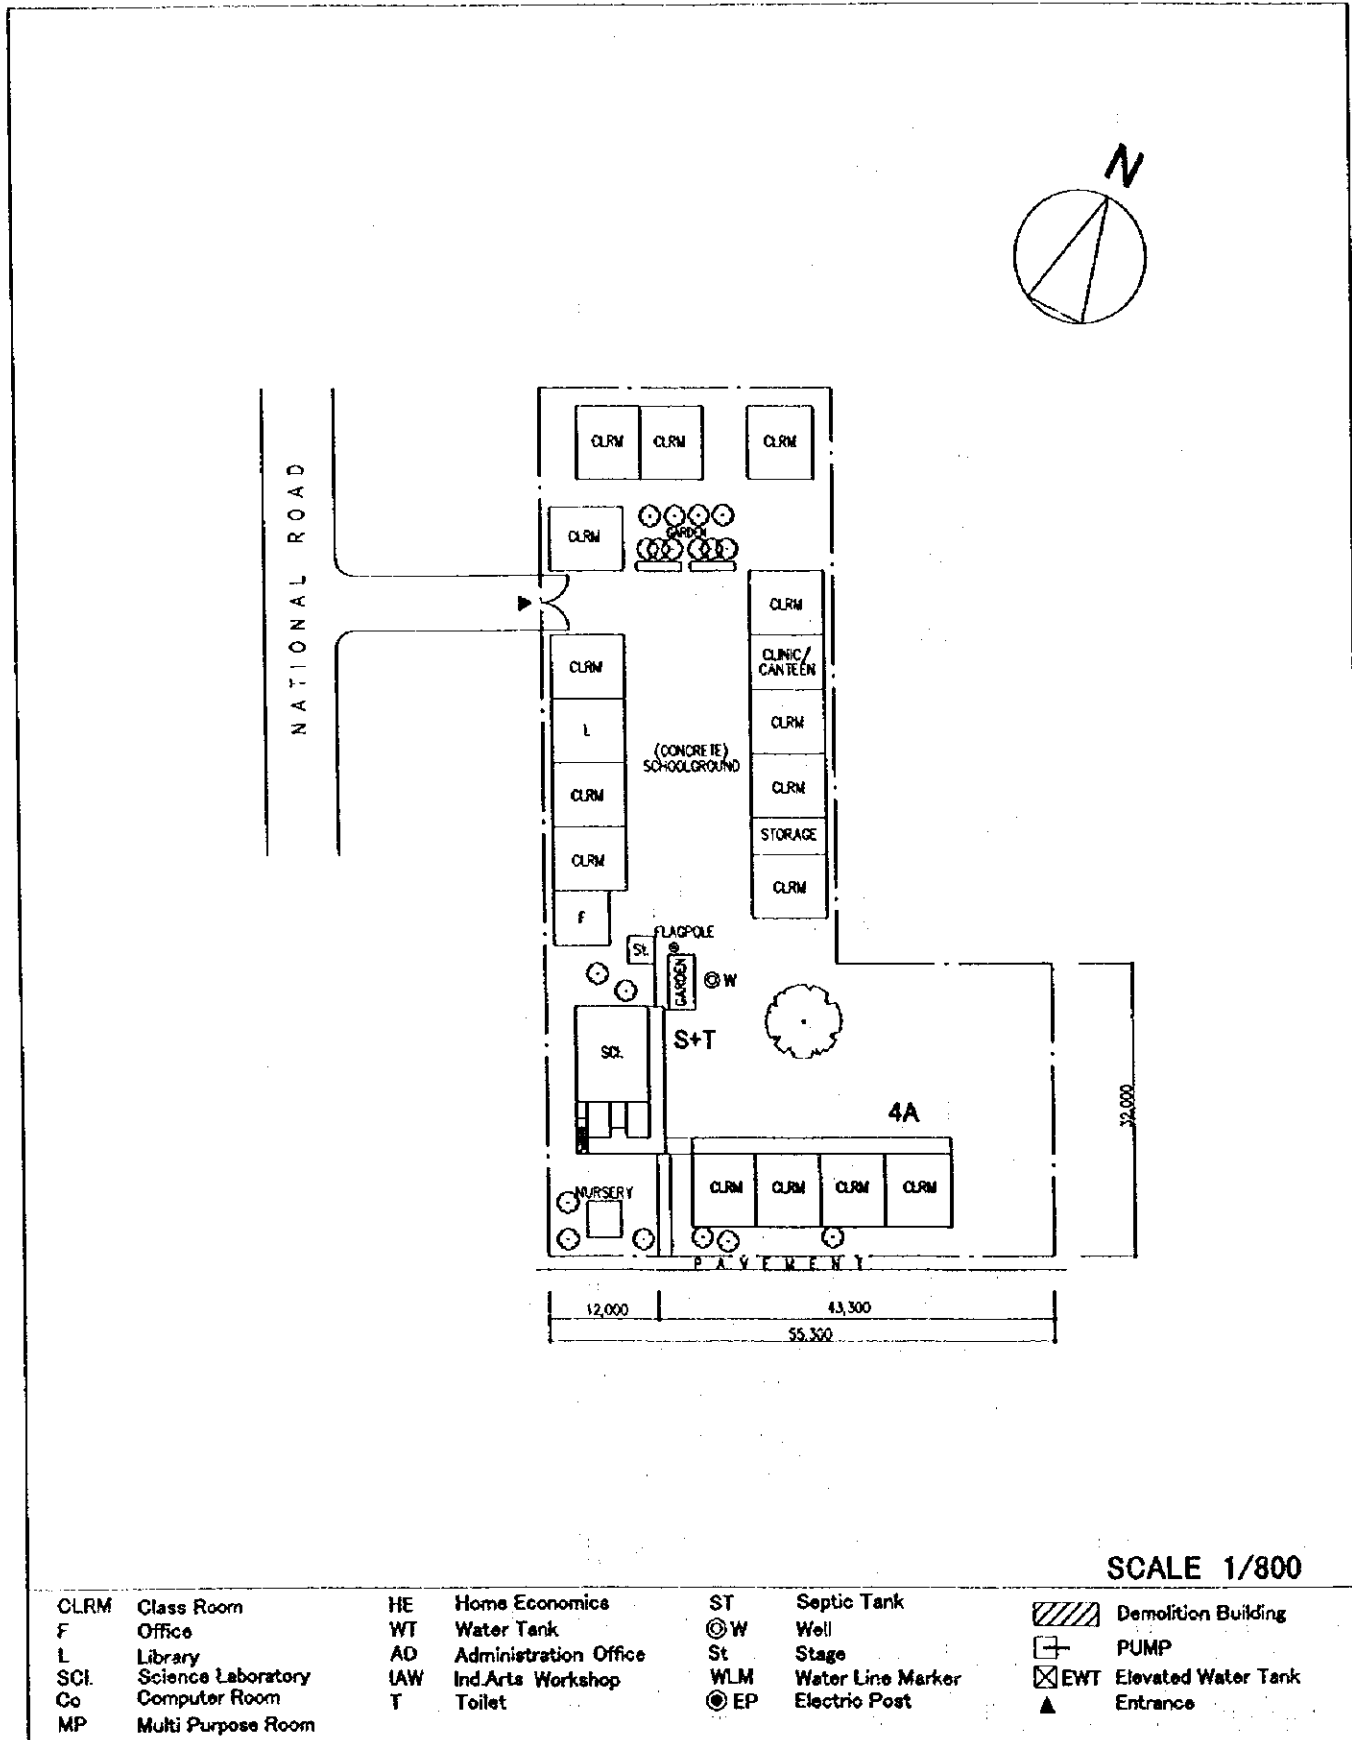 N
CLRM CLRM CLRM
NATIONAL ROAD
CLRM
GARDEN
CLRM
CLINIC/
CANTEEN
CLRM
L
CLRM
(CONCRETE)
SCHOOLGROUND
CLRM
CLRM
STORAGE
CLRM
CLRM
F
FLAGPOLE
St.
GARDEN
W
S+T
SCI.
4A
32,000
CLRM CLRM CLRM CLRM
NURSERY
PAVEMENT
12,000 43,300
55,300
SCALE 1/800
CLRM Class Room
F Office
L Library
SCI. Science Laboratory
Co Computer Room
MP Multi Purpose Room
HE Home Economics
WT Water Tank
AD Administration Office
IAW Ind.Arts Workshop
T Toilet
ST Septic Tank
W Well
St Stage
WLM Water Line Marker
EP Electric Post
Demolition Building
PUMP
EWT Elevated Water Tank
Entrance